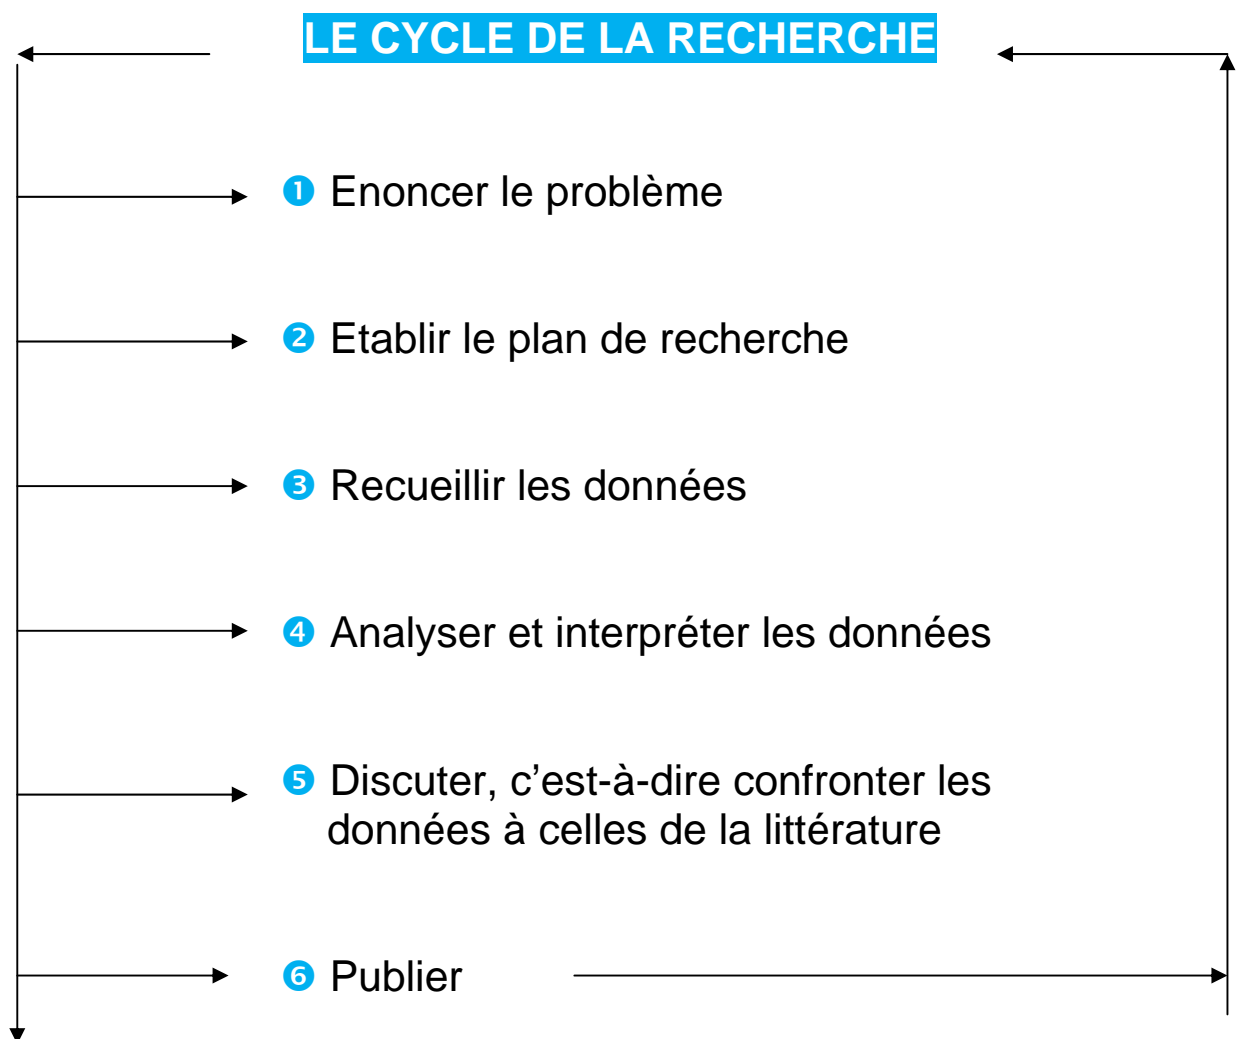 LE CYCLE DE LA RECHERCHE
❶ Enoncer le problème
❷ Etablir le plan de recherche
❸ Recueillir les données
❹ Analyser et interpréter les données
❺ Discuter, c’est-à-dire confronter les
données à celles de la littérature
❻ Publier